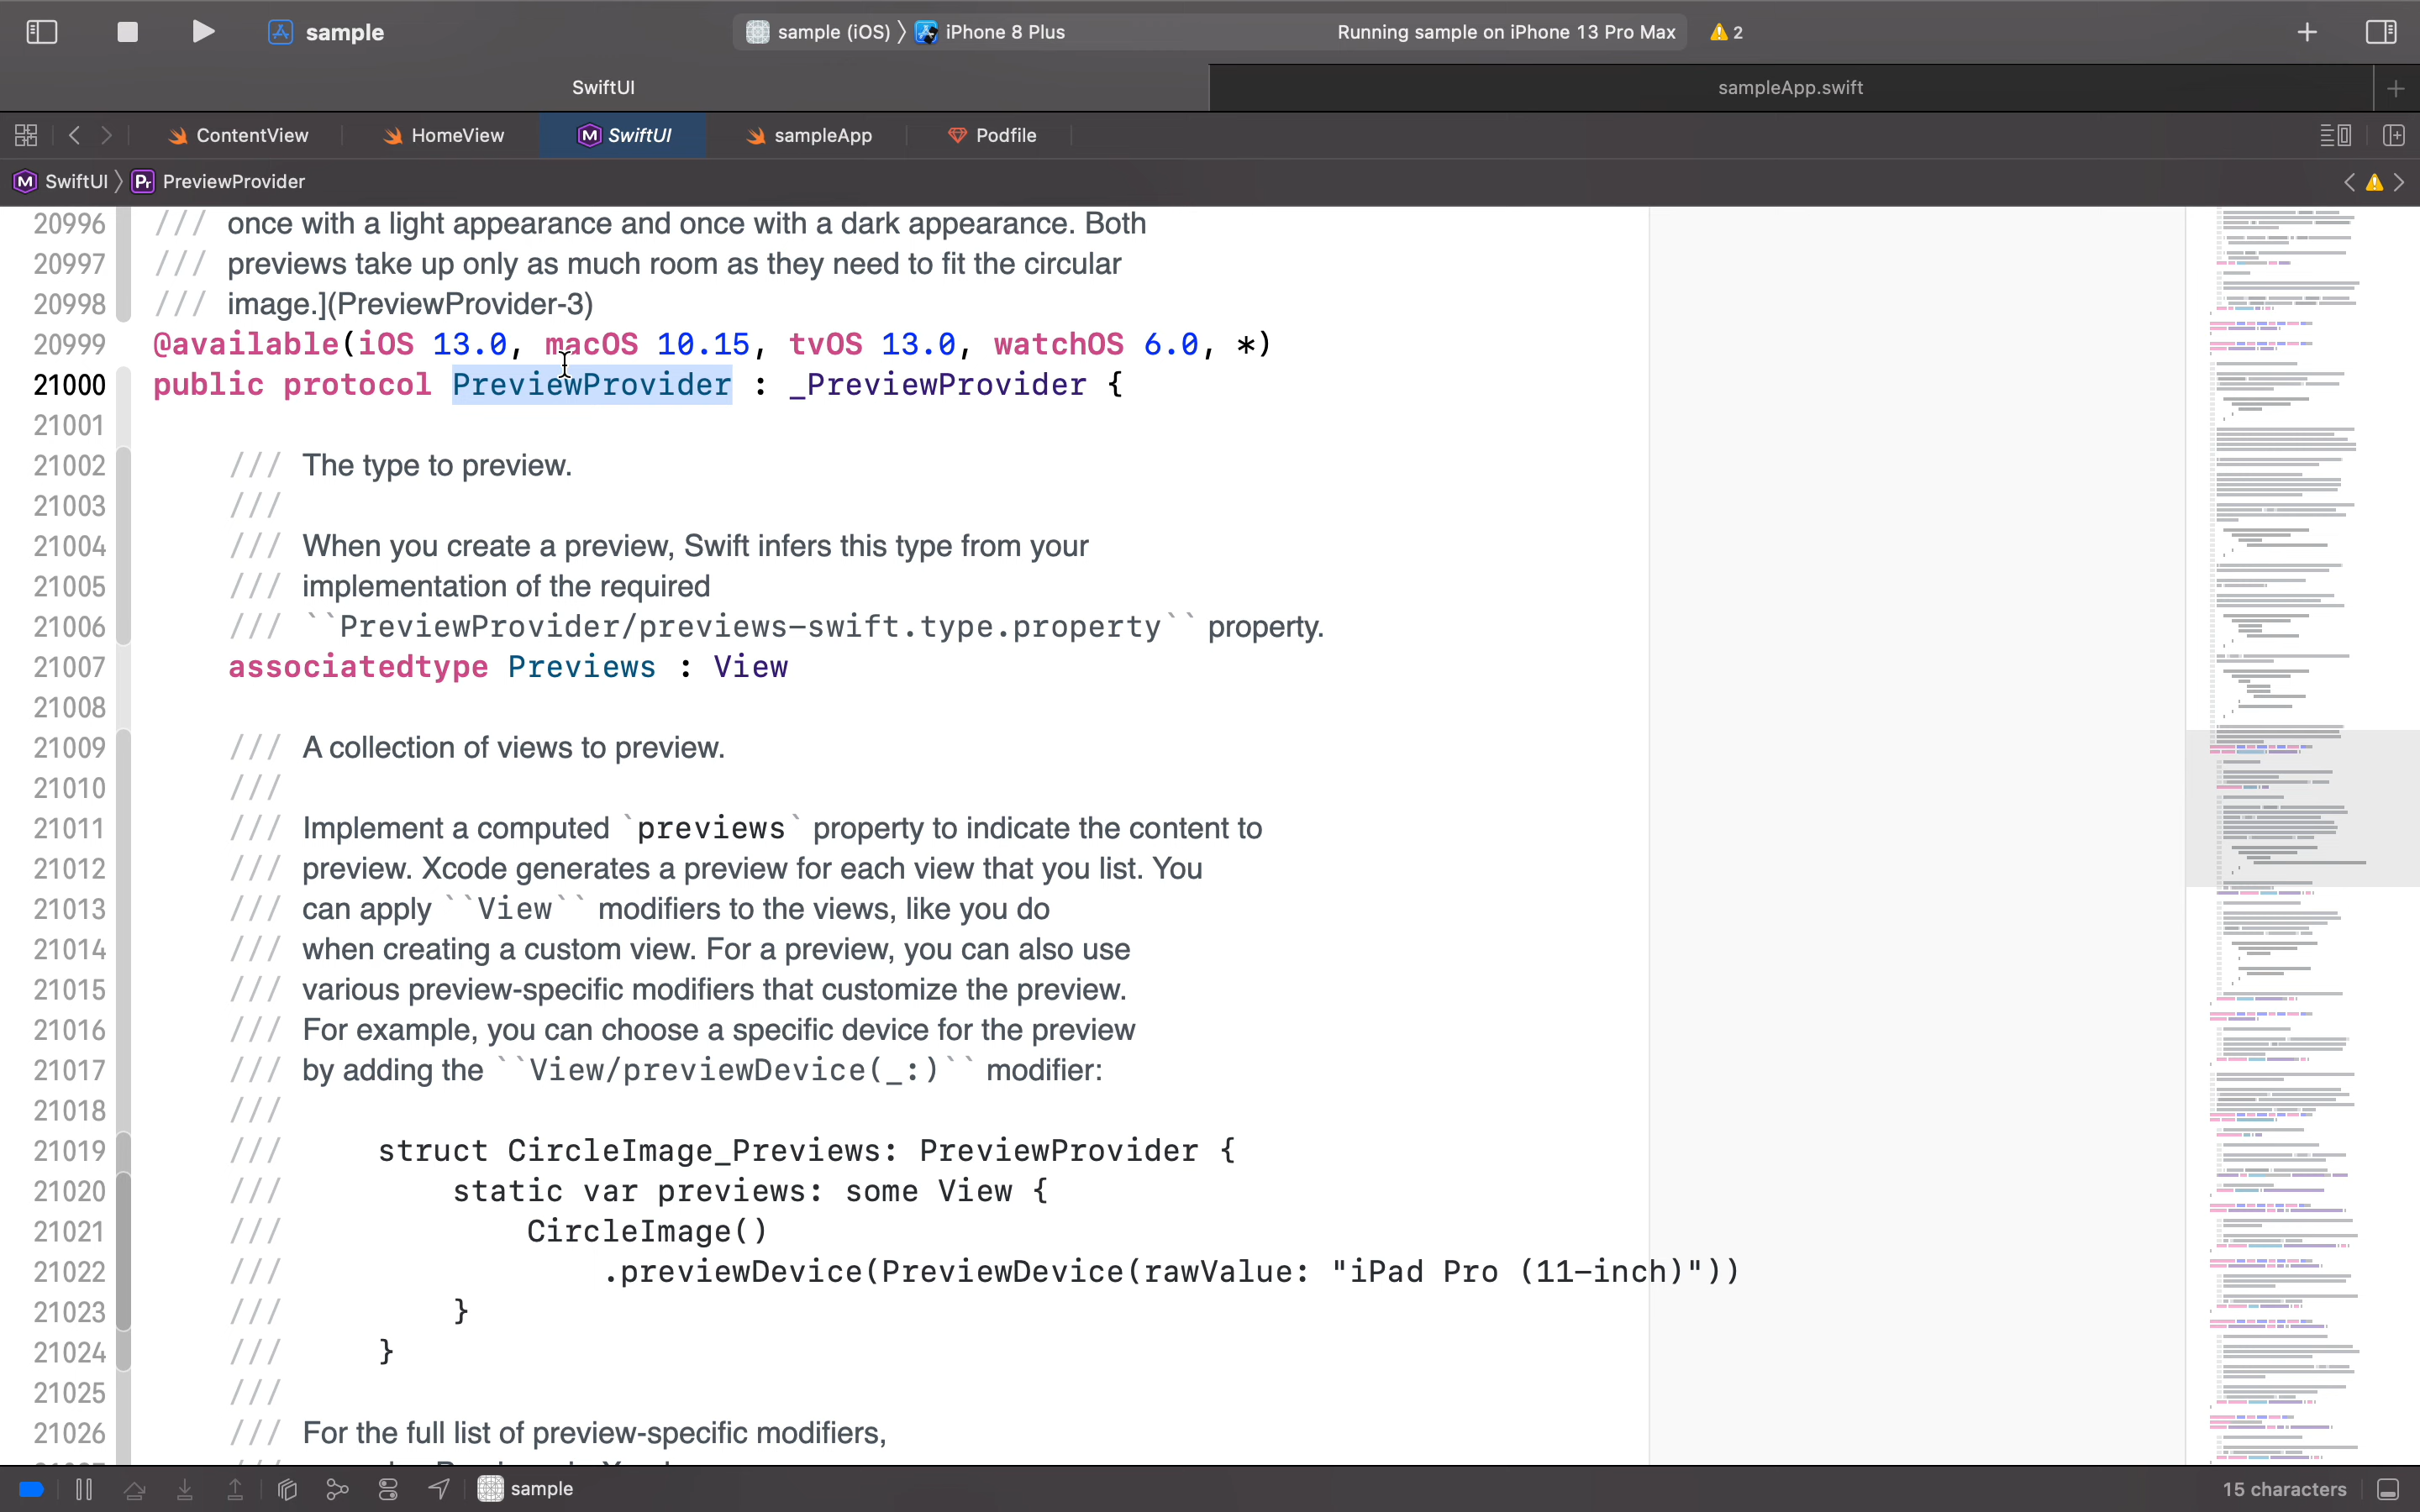 sample
sample (iOS) 〉 iPhone 8 Plus
Running sample on iPhone 13 Pro Max
2
SwiftUI
sampleApp.swift
ContentView
HomeView
M SwiftUI
sampleApp
Podfile
M SwiftUI 〉 Pr PreviewProvider
20996 /// once with a light appearance and once with a dark appearance. Both
20997 /// previews take up only as much room as they need to fit the circular
20998 /// image.](PreviewProvider-3)
20999 @available(iOS 13.0, macOS 10.15, tvOS 13.0, watchOS 6.0, *)
21000 public protocol PreviewProvider : _PreviewProvider {
21001
21002 /// The type to preview.
21003 ///
21004 /// When you create a preview, Swift infers this type from your
21005 /// implementation of the required
21006 /// ``PreviewProvider/previews-swift.type.property`` property.
21007 associatedtype Previews : View
21008
21009 /// A collection of views to preview.
21010 ///
21011 /// Implement a computed `previews` property to indicate the content to
21012 /// preview. Xcode generates a preview for each view that you list. You
21013 /// can apply ``View`` modifiers to the views, like you do
21014 /// when creating a custom view. For a preview, you can also use
21015 /// various preview-specific modifiers that customize the preview.
21016 /// For example, you can choose a specific device for the preview
21017 /// by adding the ``View/previewDevice(_:)`` modifier:
21018 ///
21019 /// struct CircleImage_Previews: PreviewProvider {
21020 /// static var previews: some View {
21021 /// CircleImage()
21022 /// .previewDevice(PreviewDevice(rawValue: "iPad Pro (11-inch)"))
21023 /// }
21024 /// }
21025 ///
21026 /// For the full list of preview-specific modifiers,
sample
15 characters